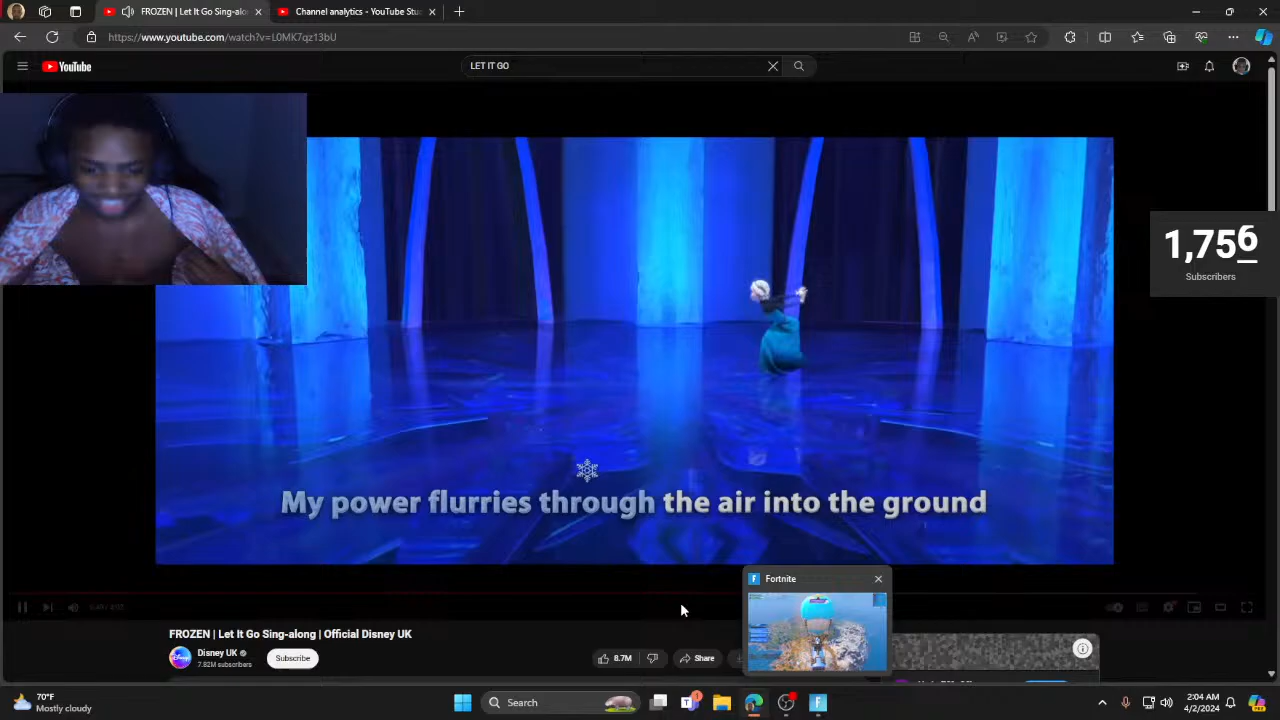 FROZEN | Let It Go Sing-alon
Channel analytics - YouTube Stu
https://www.youtube.com/watch?v=L0MK7qz13bU
YouTube
LET IT GO
1,756
Subscribers
My power flurries through the air into the ground
Fortnite
FROZEN | Let It Go Sing-along | Official Disney UK
Disney UK
7.82M subscribers
Subscribe
8.7M
Share
70°F
Mostly cloudy
Search
2:04 AM
4/2/2024